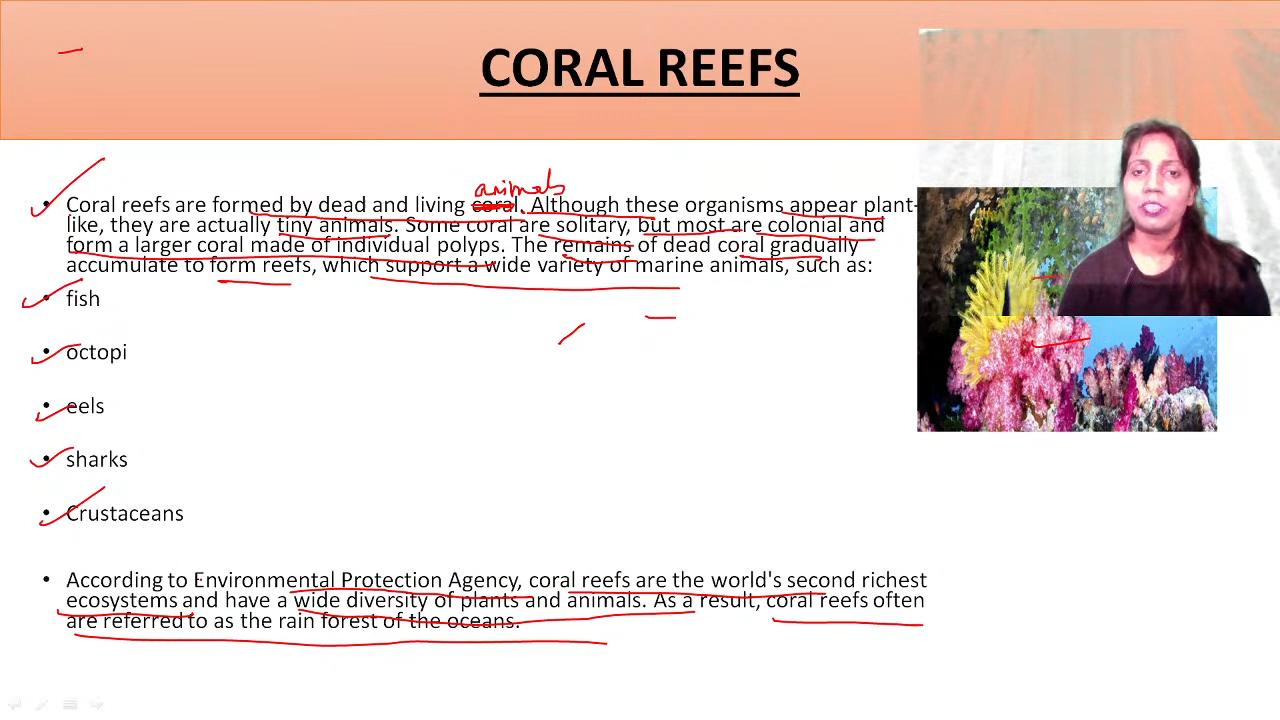 CORAL REEFS
animals
• Coral reefs are formed by dead and living coral. Although these organisms appear plant-
like, they are actually tiny animals. Some coral are solitary, but most are colonial and
form a larger coral made of individual polyps. The remains of dead coral gradually
accumulate to form reefs, which support a wide variety of marine animals, such as:
• fish
• octopi
• eels
• sharks
• Crustaceans
• According to Environmental Protection Agency, coral reefs are the world's second richest
ecosystems and have a wide diversity of plants and animals. As a result, coral reefs often
are referred to as the rain forest of the oceans.